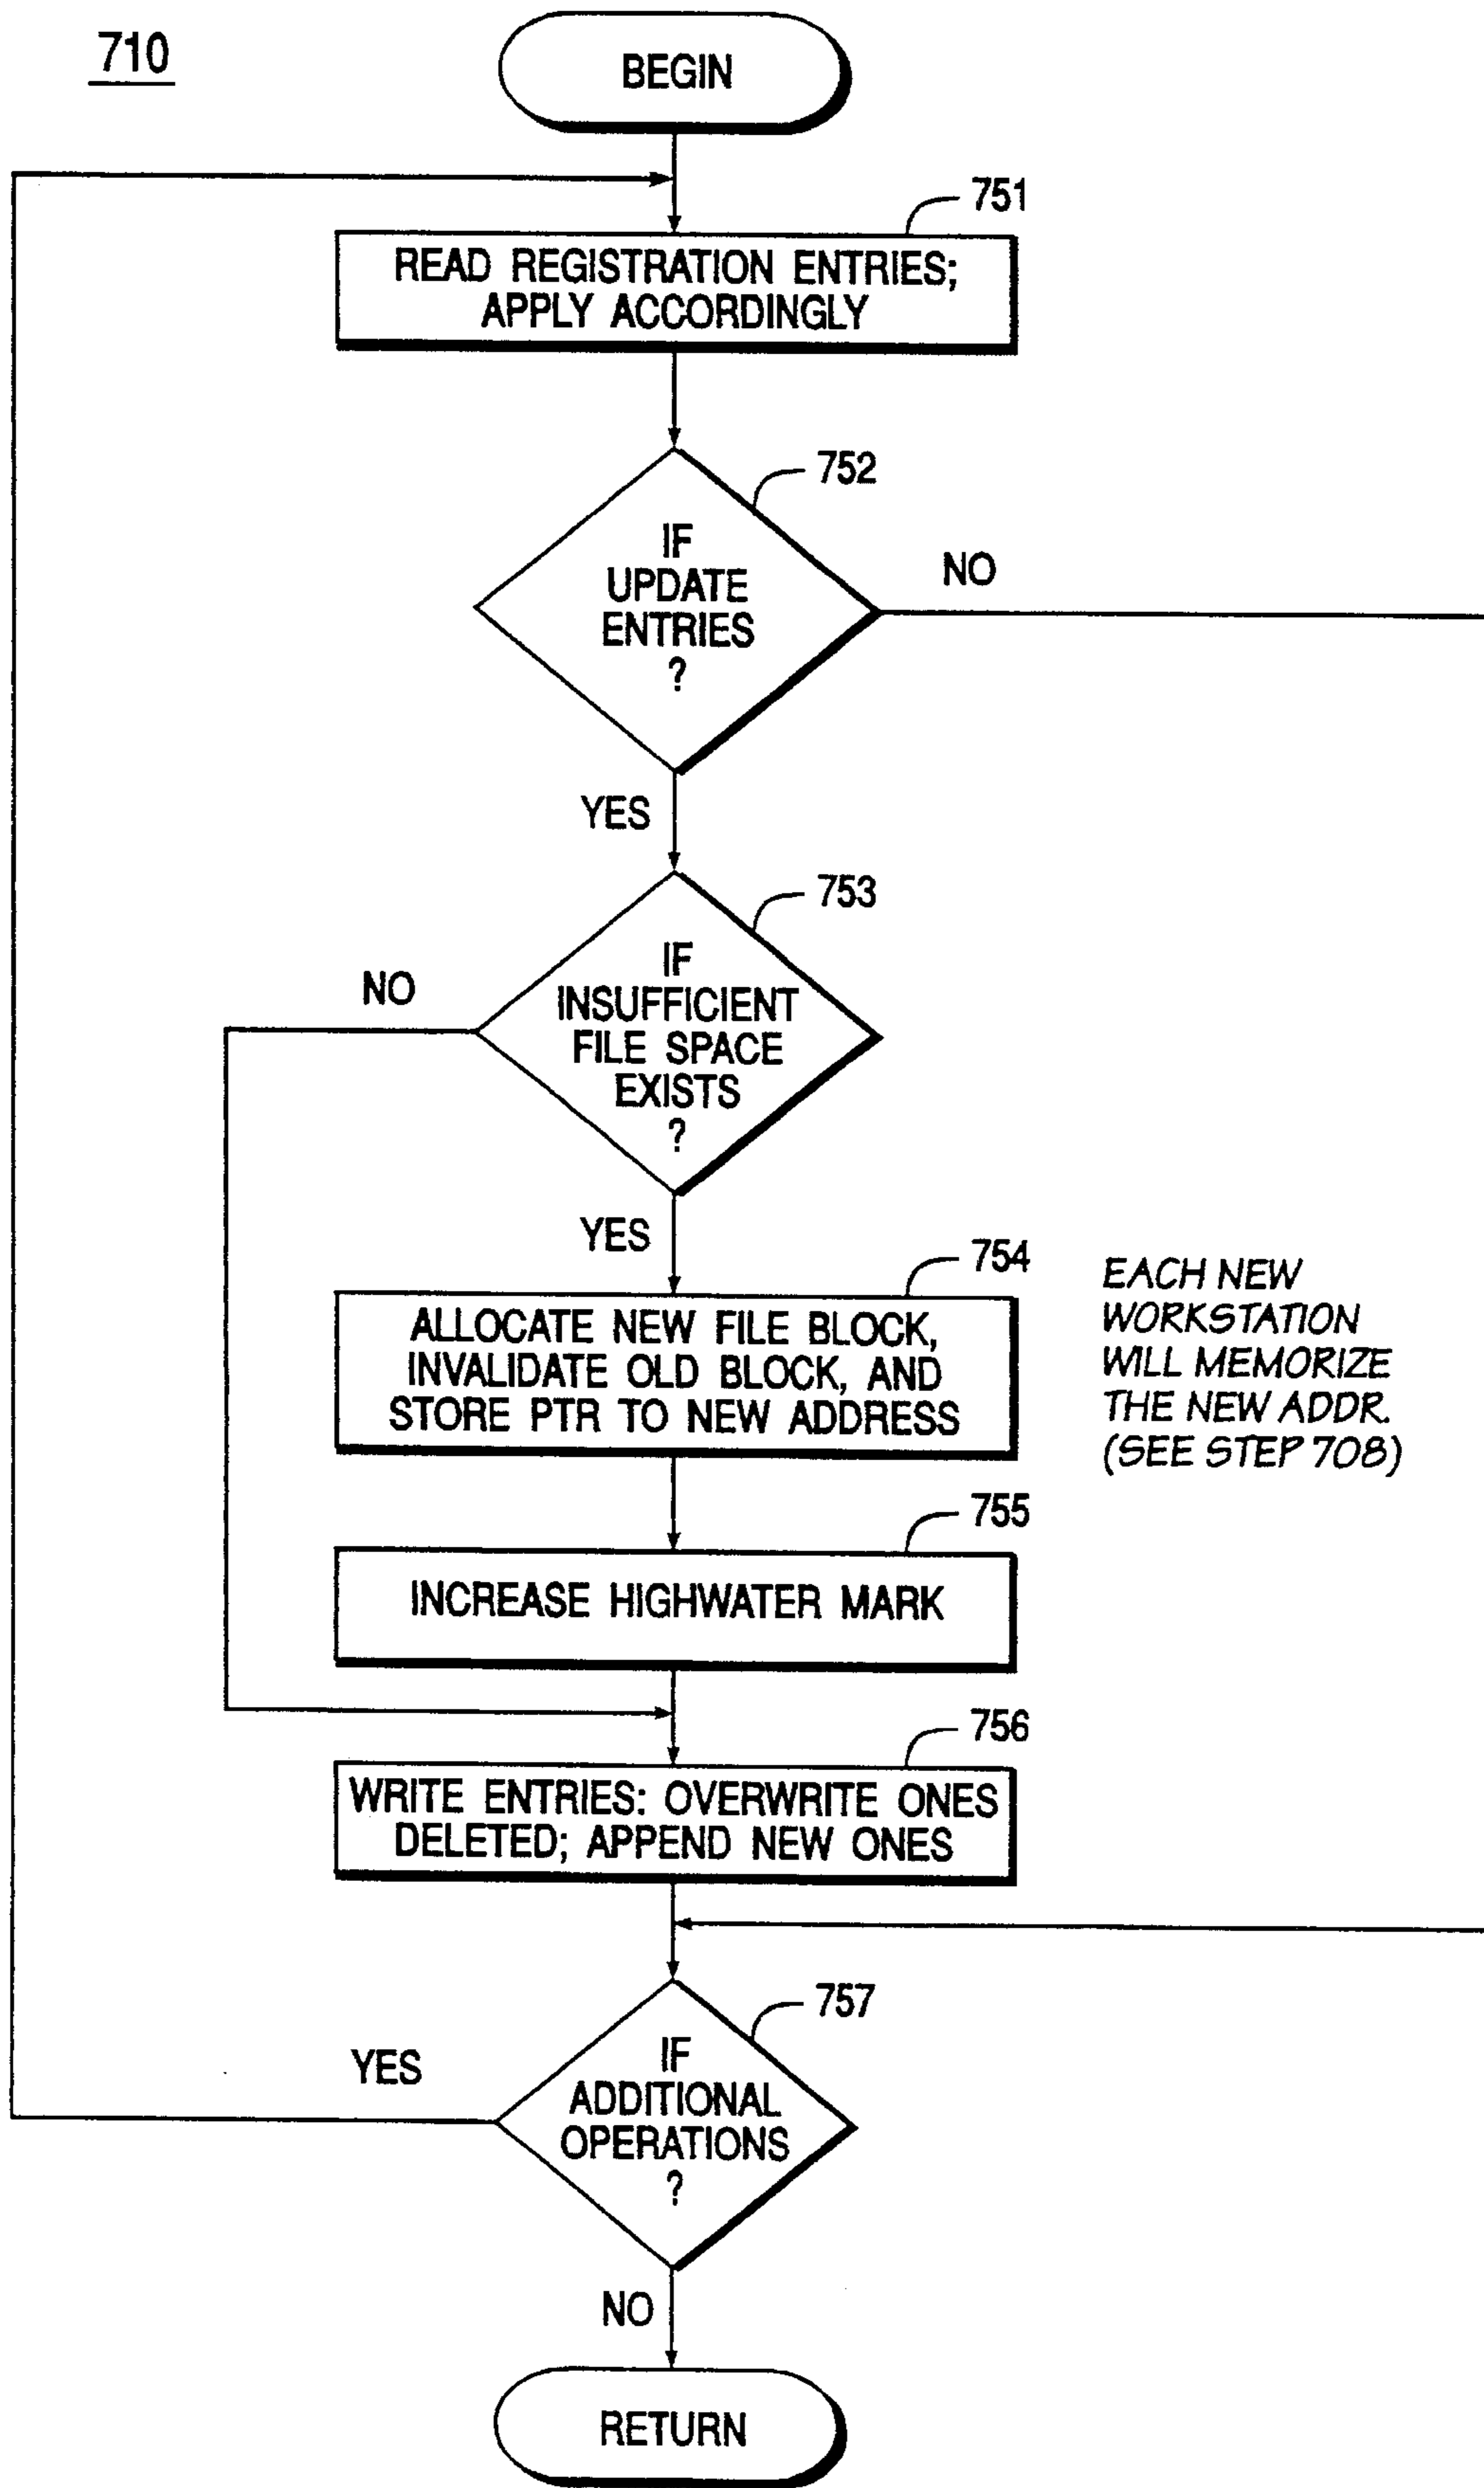 710
BEGIN
751
READ REGISTRATION ENTRIES;
APPLY ACCORDINGLY
752
IF
UPDATE
ENTRIES
?
NO
YES
753
IF
INSUFFICIENT
FILE SPACE
EXISTS
?
NO
YES
754
ALLOCATE NEW FILE BLOCK,
INVALIDATE OLD BLOCK, AND
STORE PTR TO NEW ADDRESS
EACH NEW
WORKSTATION
WILL MEMORIZE
THE NEW ADDR.
(SEE STEP 708)
755
INCREASE HIGHWATER MARK
756
WRITE ENTRIES: OVERWRITE ONES
DELETED; APPEND NEW ONES
757
IF
ADDITIONAL
OPERATIONS
?
YES
NO
RETURN